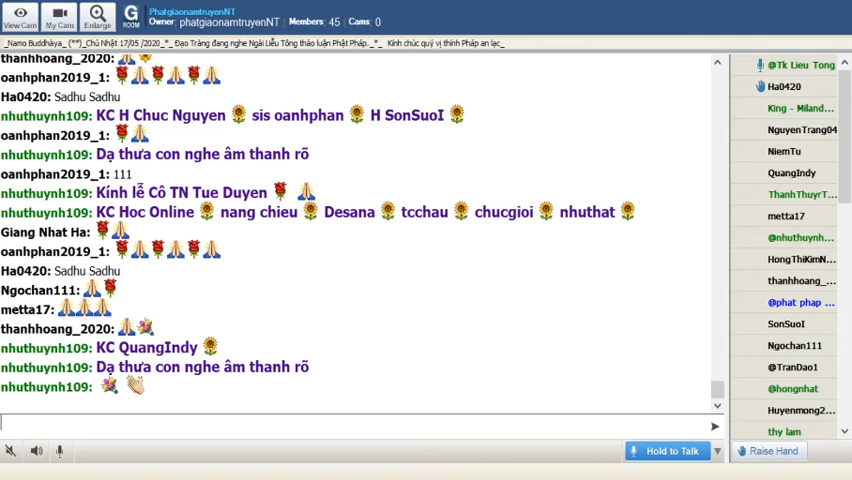 View Cam
My Cam
Enlarge
G
ROOM
PhatgiaonamtruyenNT
Owner: phatgiaonamtruyenNT Members: 45 Cams: 0
_Namo Buddhàya_ (**)_Chủ Nhật 17/05 /2020_*_ Đạo Tràng đang nghe Ngài Liễu Tông thảo luận Phật Pháp._*_ Kính chúc quý vị thính Pháp an lạc_
thanhhoang_2020:
oanhphan2019_1:
Ha0420: Sadhu Sadhu
nhuthuynh109: KC H Chuc Nguyen sis oanhphan H SonSuoI
oanhphan2019_1:
nhuthuynh109: Dạ thưa con nghe âm thanh rõ
oanhphan2019_1: 111
nhuthuynh109: Kính lễ Cô TN Tue Duyen
nhuthuynh109: KC Hoc Online nang chieu Desana tcchau chucgioi nhuthat
Giang Nhat Ha:
oanhphan2019_1:
Ha0420: Sadhu Sadhu
Ngochan111:
metta17:
thanhhoang_2020:
nhuthuynh109: KC QuangIndy
nhuthuynh109: Dạ thưa con nghe âm thanh rõ
nhuthuynh109:
@Tk Lieu Tong
Ha0420
King - Miland...
NguyenTrang04
NiemTu
QuangIndy
ThanhThuyrT...
metta17
@nhuthuynh...
HongThiKimN...
thanhhoang_...
@phat phap ...
SonSuoI
Ngochan111
@TranDao1
@hongnhat
Huyenmong2...
thy lam
Hold to Talk
Raise Hand